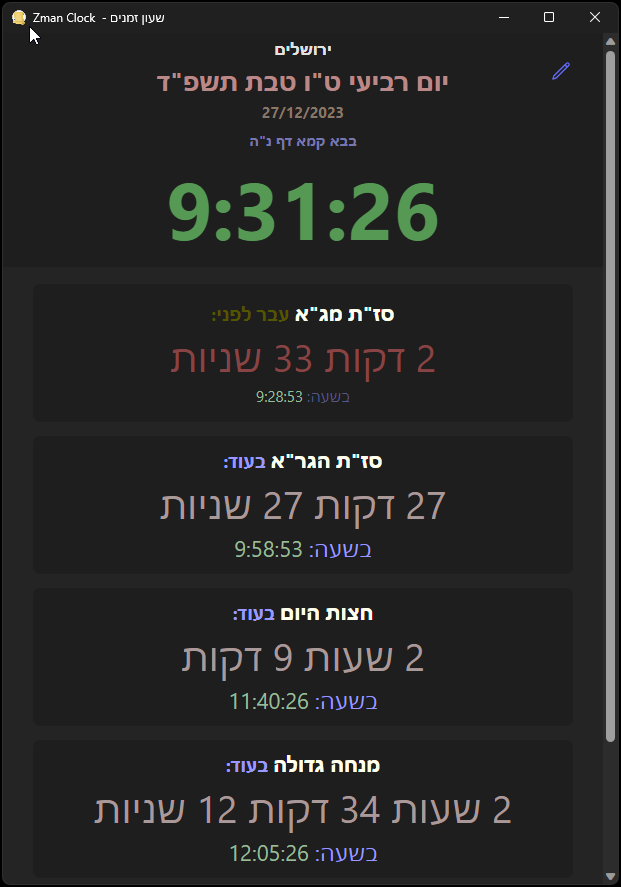 Zman Clock - שעון זמנים
ירושלים
יום רביעי ט"ו טבת תשפ"ד
27/12/2023
בבא קמא דף נ"ה
9:31:26
סז"ת מג"א עבר לפני:
2 דקות 33 שניות
בשעה: 9:28:53
סז"ת הגר"א בעוד:
27 דקות 27 שניות
בשעה: 9:58:53
חצות היום בעוד:
2 שעות 9 דקות
בשעה: 11:40:26
מנחה גדולה בעוד:
2 שעות 34 דקות 12 שניות
בשעה: 12:05:26